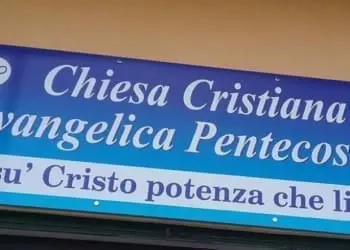 Chiesa Cristiana
vangelica Pentecos
su' Cristo potenza che li